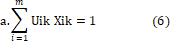 a. ∑_{i=1}^{m} Uik Xik = 1 (6)